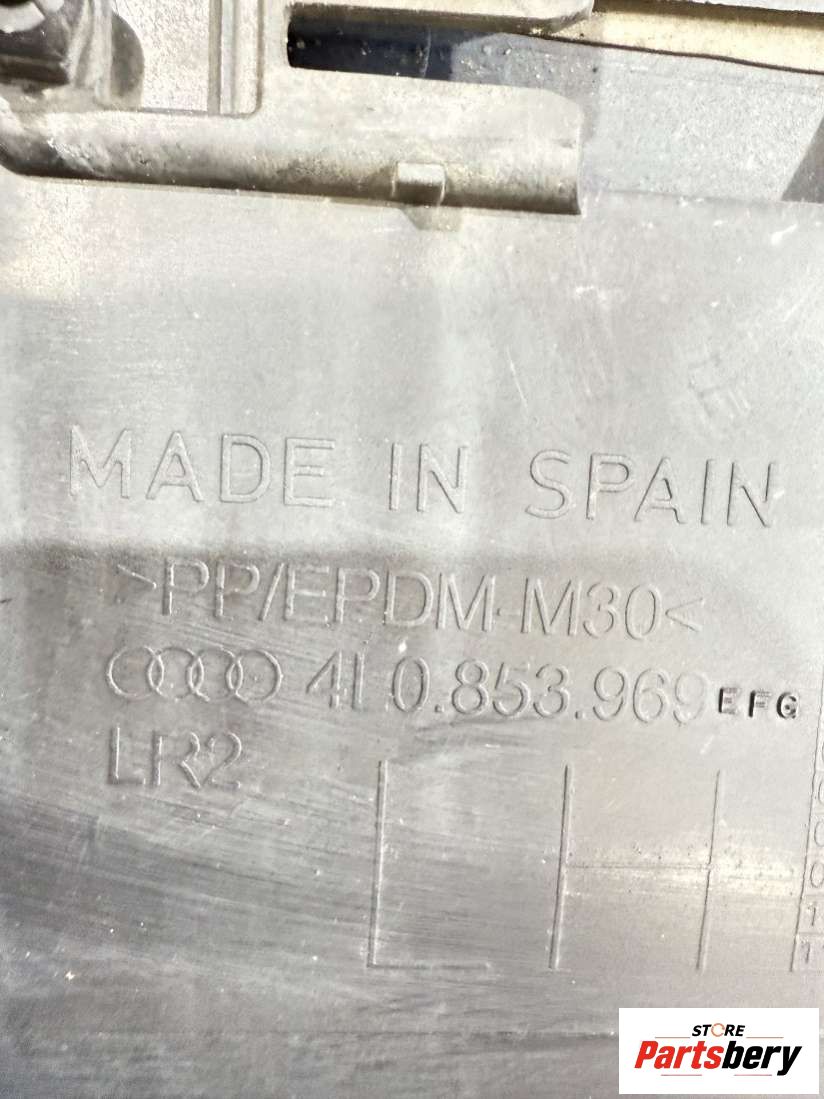 MADE IN SPAIN
>PP/EPDM-M30<
4L0.853.969 EFG
LR2
STORE
Partsbery